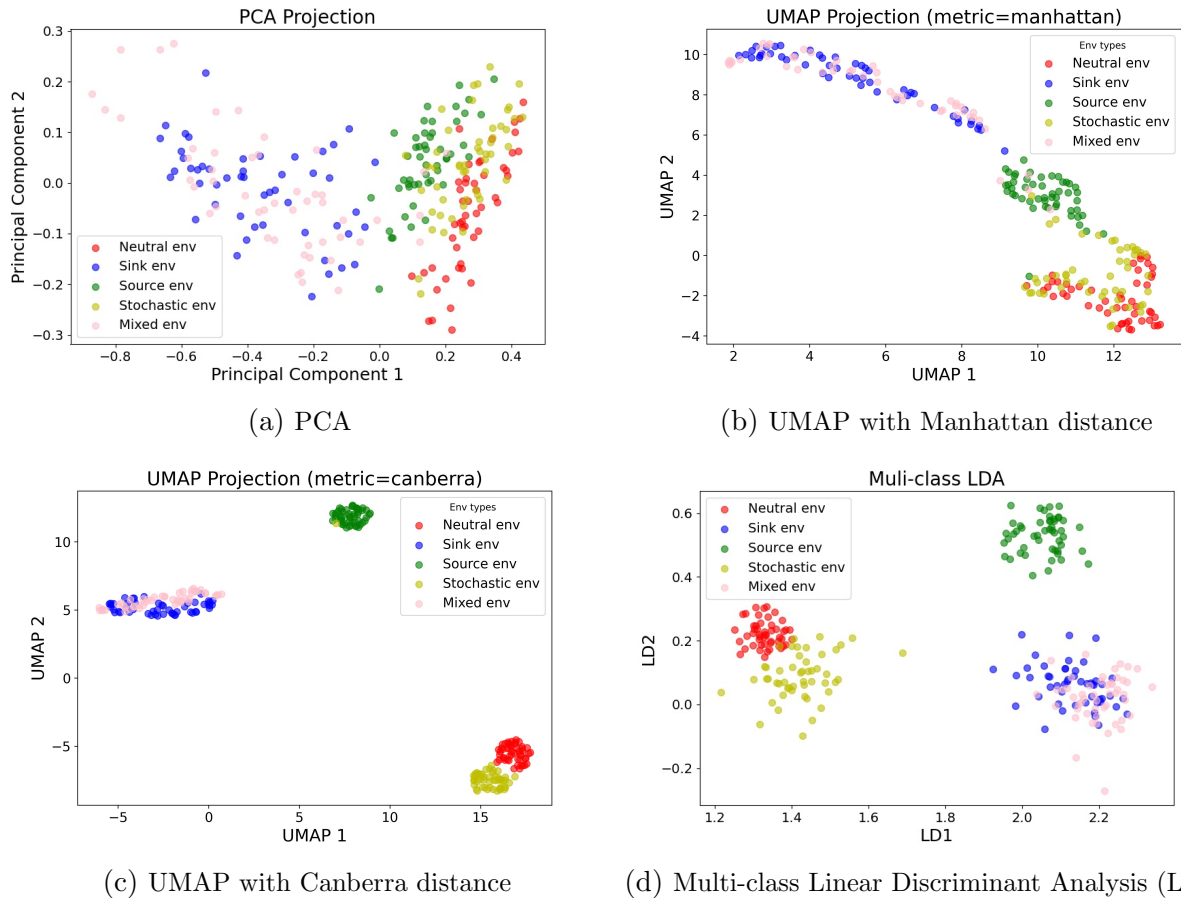 PCA Projection
Principal Component 2
0.3
0.2
0.1
0.0
−0.1
−0.2
−0.3
Neutral env
Sink env
Source env
Stochastic env
Mixed env
−0.8
−0.6
−0.4
−0.2
0.0
0.2
0.4
Principal Component 1
(a) PCA
UMAP Projection (metric=manhattan)
UMAP 2
10
8
6
4
2
0
−2
−4
Env types
Neutral env
Sink env
Source env
Stochastic env
Mixed env
2
4
6
8
10
12
UMAP 1
(b) UMAP with Manhattan distance
UMAP Projection (metric=canberra)
UMAP 2
10
5
0
−5
Env types
Neutral env
Sink env
Source env
Stochastic env
Mixed env
−5
0
5
10
15
UMAP 1
(c) UMAP with Canberra distance
Muli-class LDA
LD2
0.6
0.4
0.2
0.0
−0.2
Neutral env
Sink env
Source env
Stochastic env
Mixed env
1.2
1.4
1.6
1.8
2.0
2.2
LD1
(d) Multi-class Linear Discriminant Analysis (L